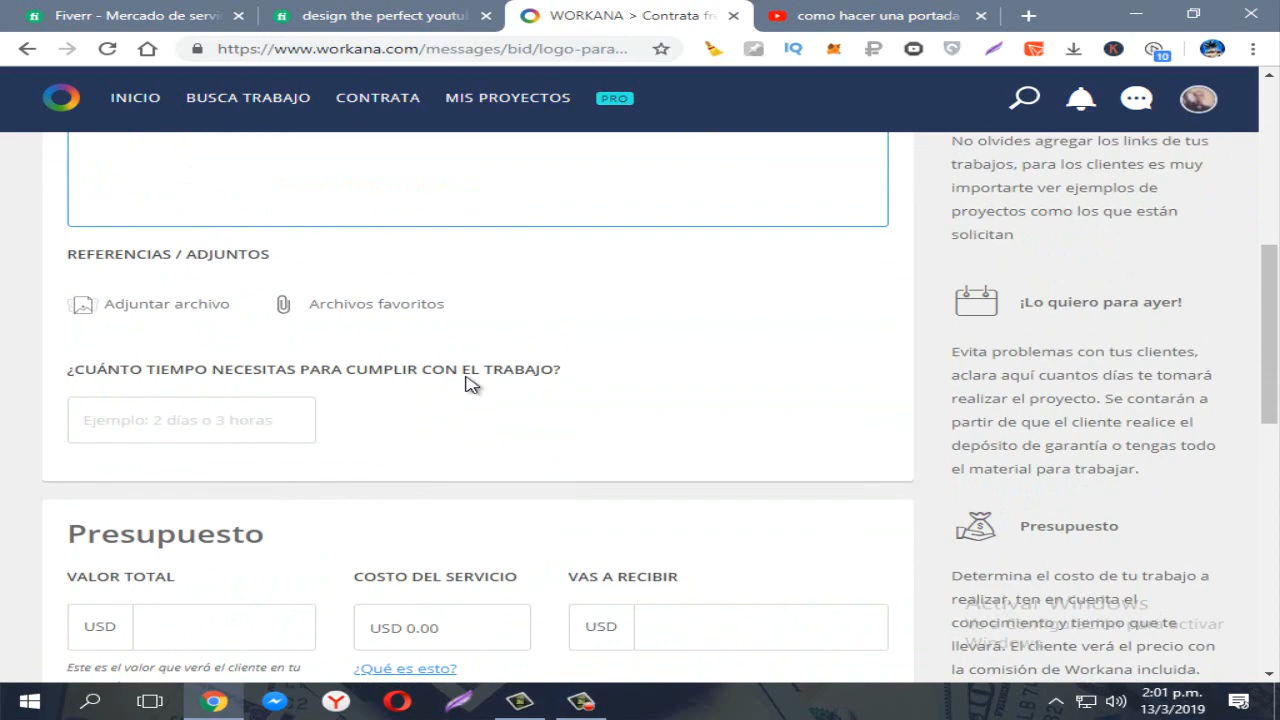 Fiverr - Mercado de servi
design the perfect youtu
WORKANA > Contrata fr
como hacer una portada
https://www.workana.com/messages/bid/logo-para...
IQ
K
10
INICIO
BUSCA TRABAJO
CONTRATA
MIS PROYECTOS
PRO
No olvides agregar los links de tus
trabajos, para los clientes es muy
importarte ver ejemplos de
proyectos como los que están
solicitan
REFERENCIAS / ADJUNTOS
Adjuntar archivo
Archivos favoritos
¡Lo quiero para ayer!
¿CUÁNTO TIEMPO NECESITAS PARA CUMPLIR CON EL TRABAJO?
Ejemplo: 2 días o 3 horas
Evita problemas con tus clientes,
aclara aquí cuantos días te tomará
realizar el proyecto. Se contarán a
partir de que el cliente realice el
depósito de garantía o tengas todo
el material para trabajar.
Presupuesto
Presupuesto
VALOR TOTAL
COSTO DEL SERVICIO
VAS A RECIBIR
USD
USD 0.00
USD
Este es el valor que verá el cliente en tu
¿Qué es esto?
Determina el costo de tu trabajo a
realizar, ten en cuenta el
conocimiento y tiempo que te
llevará. El cliente verá el precio con
la comisión de Workana incluida.
Activar Windows
Ve a Configuración para activar
Windows.
2:01 p.m.
13/3/2019